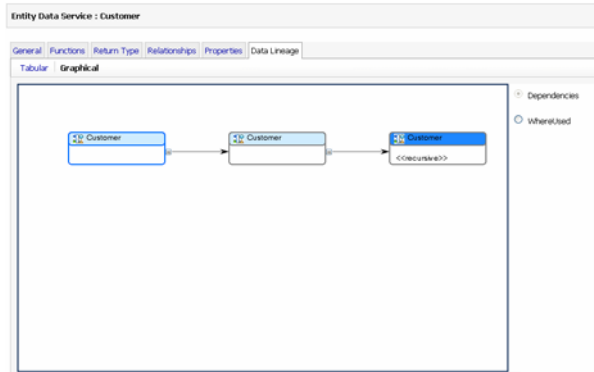 Entity Data Service : Customer
General Functions Return Type Relationships Properties Data Lineage
Tabular Graphical
Dependencies
WhereUsed
Customer Customer Customer
<<recursive>>